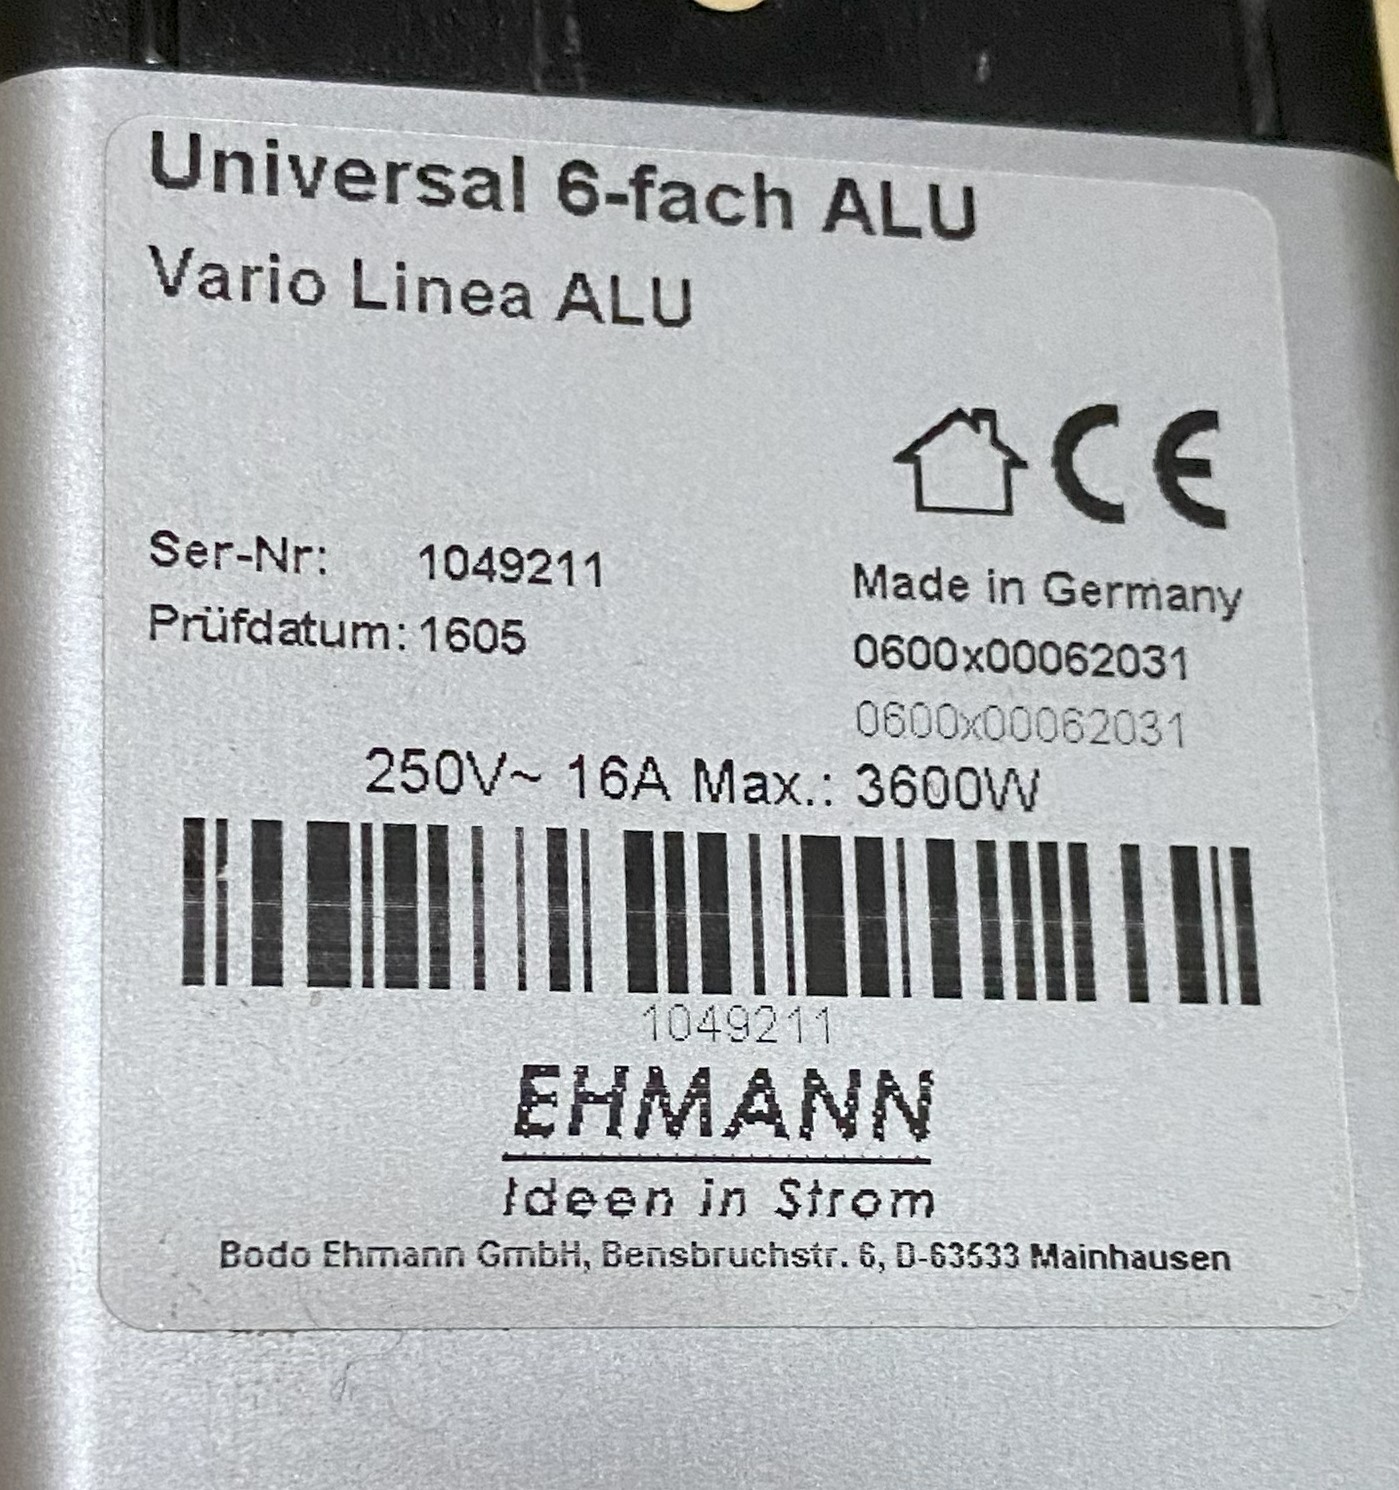 Universal 6-fach ALU
Vario Linea ALU
CE
Ser-Nr: 1049211
Prüfdatum: 1605
Made in Germany
0600x00062031
0600x00062031
250V~ 16A Max.: 3600W
1049211
EHMANN
Ideen in Strom
Bodo Ehmann GmbH, Bensbruchstr. 6, D-63533 Mainhausen